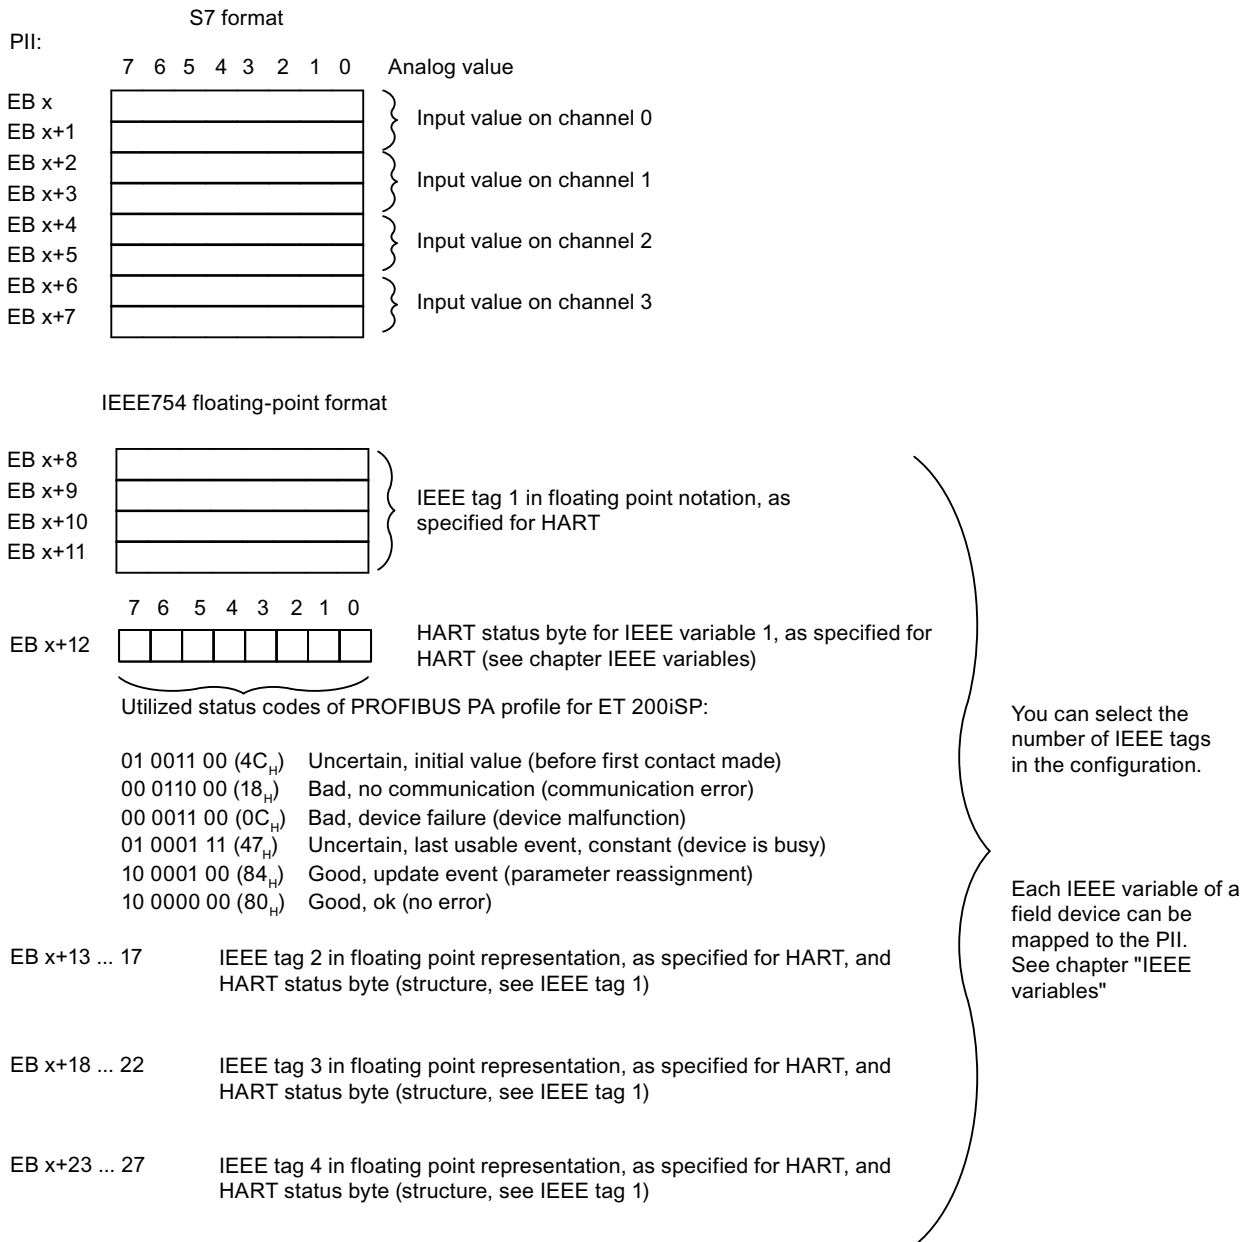 S7 format
PII:
7 6 5 4 3 2 1 0 Analog value
EB x
Input value on channel 0
EB x+1
EB x+2
Input value on channel 1
EB x+3
EB x+4
Input value on channel 2
EB x+5
EB x+6
Input value on channel 3
EB x+7
IEEE754 floating-point format
EB x+8
EB x+9
EB x+10
EB x+11
IEEE tag 1 in floating point notation, as
specified for HART
7 6 5 4 3 2 1 0
EB x+12
HART status byte for IEEE variable 1, as specified for
HART (see chapter IEEE variables)
Utilized status codes of PROFIBUS PA profile for ET 200iSP:
01 0011 00 (4CH) Uncertain, initial value (before first contact made)
00 0110 00 (18H) Bad, no communication (communication error)
00 0011 00 (0CH) Bad, device failure (device malfunction)
01 0001 11 (47H) Uncertain, last usable event, constant (device is busy)
10 0001 00 (84H) Good, update event (parameter reassignment)
10 0000 00 (80H) Good, ok (no error)
EB x+13 ... 17 IEEE tag 2 in floating point representation, as specified for HART, and
HART status byte (structure, see IEEE tag 1)
EB x+18 ... 22 IEEE tag 3 in floating point representation, as specified for HART, and
HART status byte (structure, see IEEE tag 1)
EB x+23 ... 27 IEEE tag 4 in floating point representation, as specified for HART, and
HART status byte (structure, see IEEE tag 1)
You can select the
number of IEEE tags
in the configuration.
Each IEEE variable of a
field device can be
mapped to the PII.
See chapter "IEEE
variables"